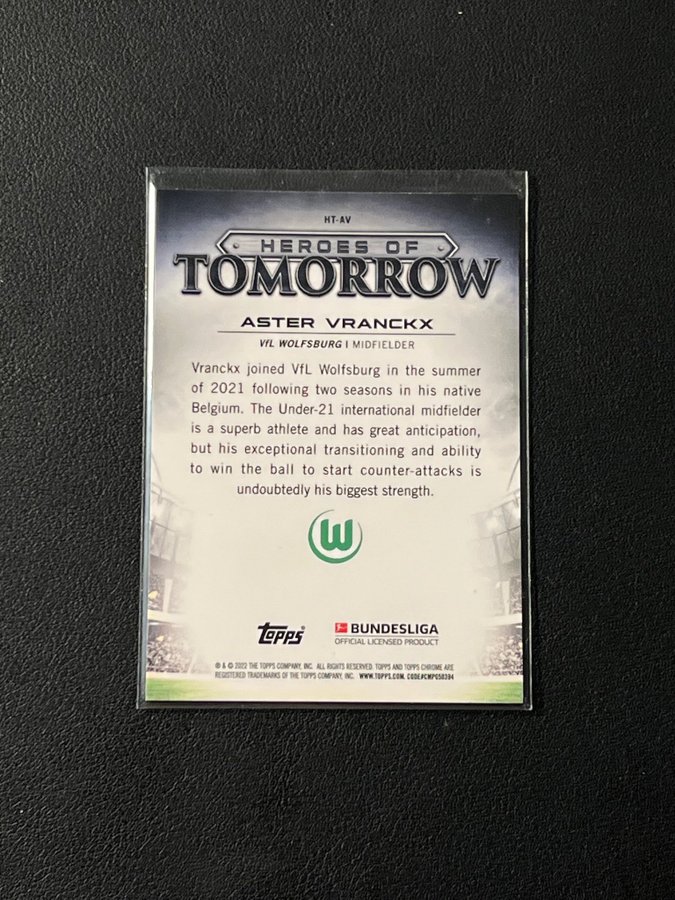 HT-AV
HEROES OF
TOMORROW
ASTER VRANCKX
VfL WOLFSBURG | MIDFIELDER
Vranckx joined VfL Wolfsburg in the summer
of 2021 following two seasons in his native
Belgium. The Under-21 international midfielder
is a superb athlete and has great anticipation,
but his exceptional transitioning and ability
to win the ball to start counter-attacks is
undoubtedly his biggest strength.
W
topps®
BUNDESLIGA
OFFICIAL LICENSED PRODUCT
® & © 2022 THE TOPPS COMPANY, INC. ALL RIGHTS RESERVED. TOPPS AND TOPPS CHROME ARE
REGISTERED TRADEMARKS OF THE TOPPS COMPANY, INC. WWW.TOPPS.COM. CODE#CMPG50394